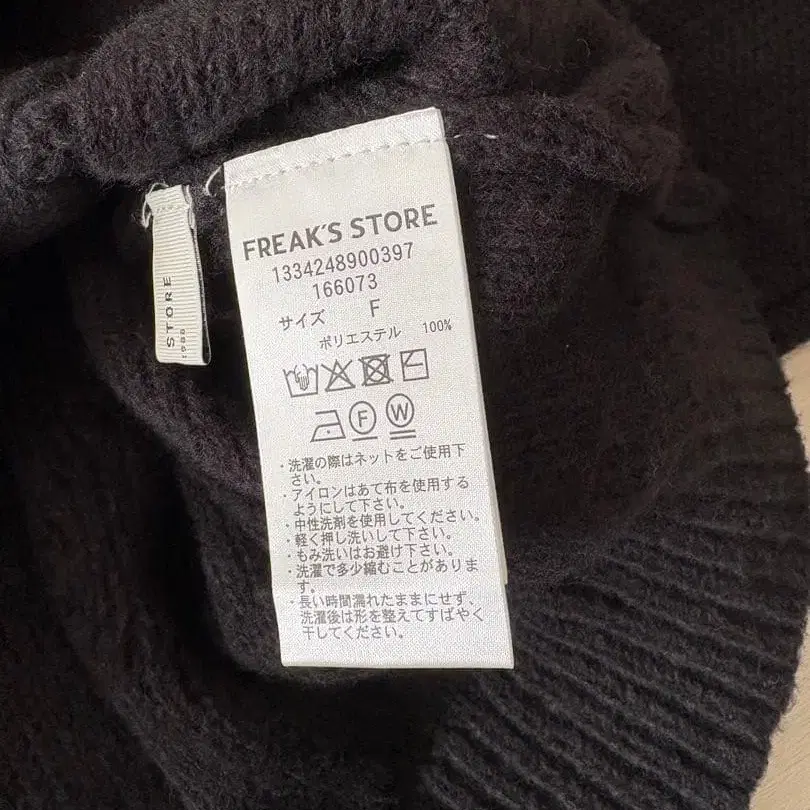 STORE
1986
FREAK'S STORE
1334248900397
166073
サイズ F
ポリエステル 100%
F W
・洗濯の際はネットをご使用下
さい。
・アイロンはあて布を使用する
ようにして下さい。
・中性洗剤を使用してください。
・軽く押し洗いして下さい。
・もみ洗いはお避け下さい。
・洗濯で多少縮むことがありま
す。
・長い時間濡れたままにせず、
洗濯後は形を整えてすばやく
干してください。